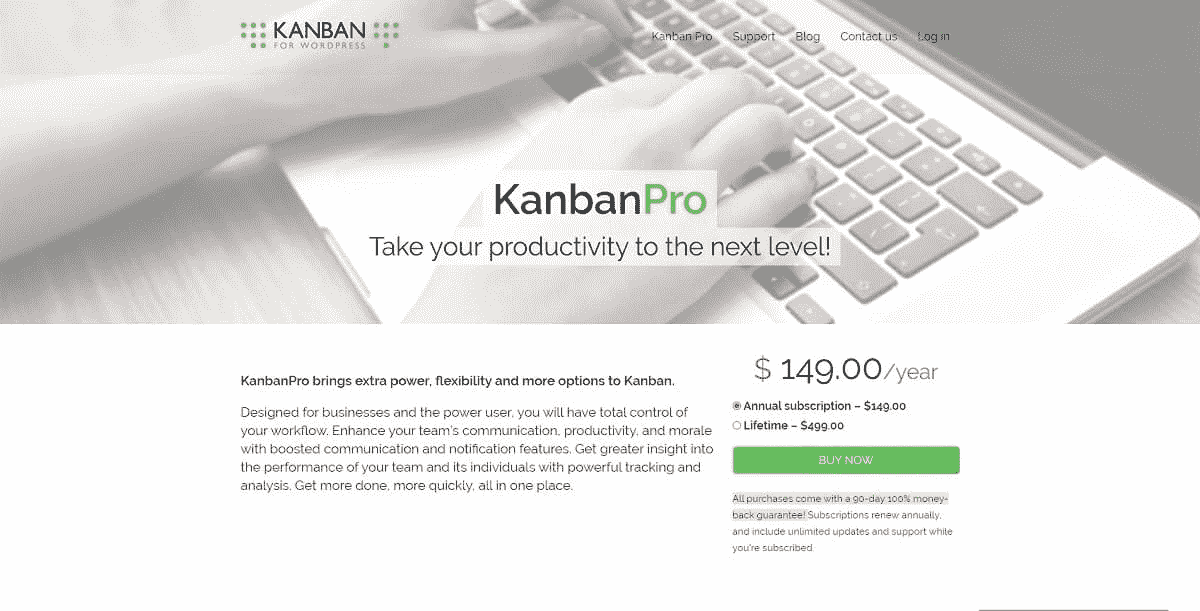 KANBAN
FOR WORDPRESS
Kanban Pro Support Blog Contact us Log in
KanbanPro
Take your productivity to the next level!
KanbanPro brings extra power, flexibility and more options to Kanban.
Designed for businesses and the power user, you will have total control of
your workflow. Enhance your team's communication, productivity, and morale
with boosted communication and notification features. Get greater insight into
the performance of your team and its individuals with powerful tracking and
analysis. Get more done, more quickly, all in one place.
$ 149.00/year
Annual subscription – $149.00
Lifetime – $499.00
BUY NOW
All purchases come with a 90-day 100% money-
back guarantee! Subscriptions renew annually,
and include unlimited updates and support while
you're subscribed.